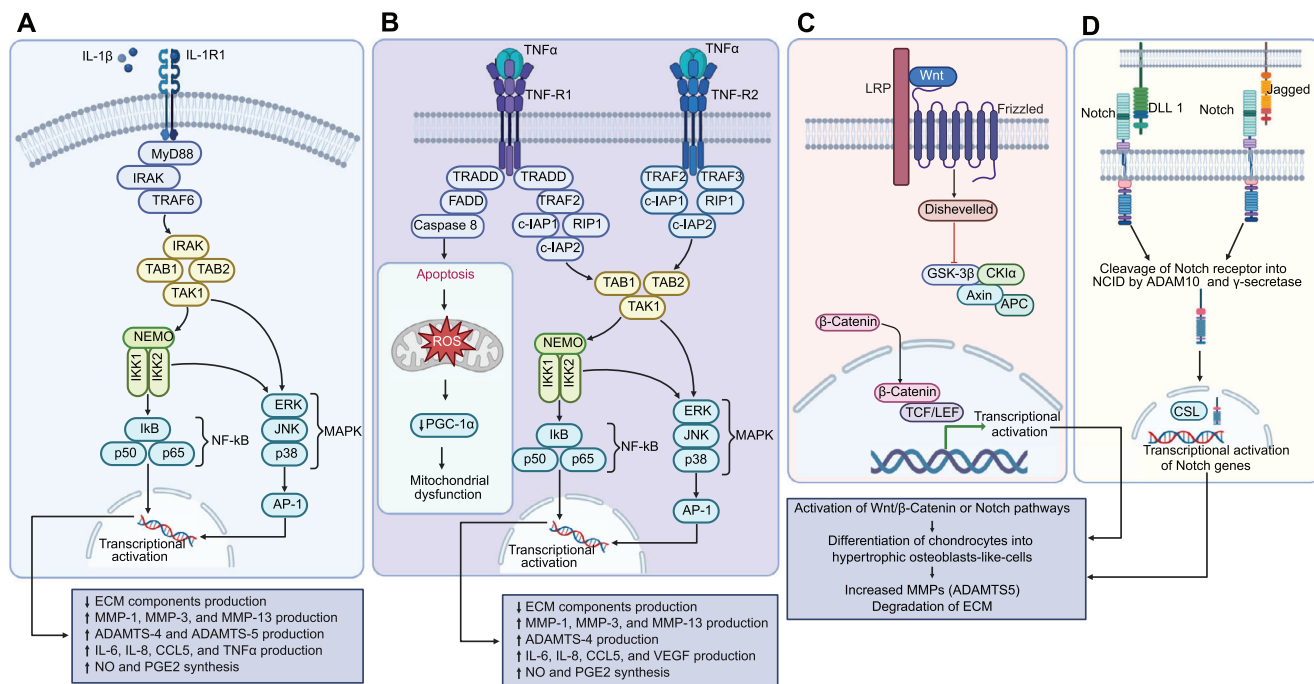 A
IL-1β
IL-1R1
MyD88
IRAK
TRAF6
IRAK
TAB1
TAB2
TAK1
NEMO
IKK1
IKK2
ERK
JNK
p38
MAPK
IkB
p50
p65
NF-kB
AP-1
Transcriptional
activation
↓ ECM components production
↑ MMP-1, MMP-3, and MMP-13 production
↑ ADAMTS-4 and ADAMTS-5 production
↑ IL-6, IL-8, CCL5, and TNFα production
↑ NO and PGE2 synthesis
B
TNFα
TNFα
TNF-R1
TNF-R2
TRADD
TRADD
TRAF2
TRAF3
FADD
TRAF2
c-IAP1
RIP1
Caspase 8
c-IAP1
RIP1
c-IAP2
c-IAP2
Apoptosis
ROS
↓PGC-1α
Mitochondrial
dysfunction
TAB1
TAB2
TAK1
NEMO
IKK1
IKK2
ERK
JNK
p38
MAPK
IkB
p50
p65
NF-kB
AP-1
Transcriptional
activation
↓ ECM components production
↑ MMP-1, MMP-3, and MMP-13 production
↑ ADAMTS-4 production
↑ IL-6, IL-8, CCL5, and VEGF production
↑ NO and PGE2 synthesis
C
LRP
Wnt
Frizzled
Dishevelled
GSK-3β
CKIα
Axin
APC
β-Catenin
β-Catenin
TCF/LEF
Transcriptional
activation
D
Jagged
DLL 1
Notch
Notch
Cleavage of Notch receptor into
NCID by ADAM10 and γ-secretase
CSL
Transcriptional activation
of Notch genes
Activation of Wnt/β-Catenin or Notch pathways
Differentiation of chondrocytes into
hypertrophic osteoblasts-like-cells
Increased MMPs (ADAMTS5)
Degradation of ECM